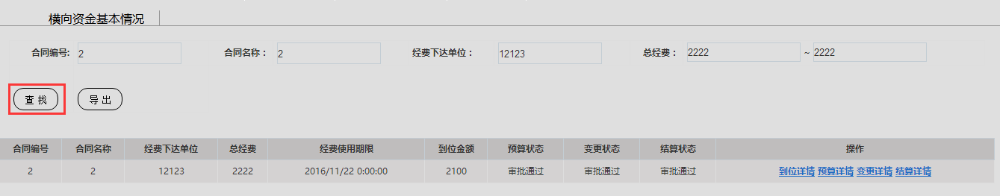 横向资金基本情况
合同编号: 2 合同名称： 2 经费下达单位： 12123 总经费： 2222 ~ 2222
查 找 导 出
合同编号 合同名称 经费下达单位 总经费 经费使用期限 到位金额 预算状态 变更状态 结算状态 操作
2 2 12123 2222 2016/11/22 0:00:00 2100 审批通过 审批通过 审批通过 到位详情 预算详情 变更详情 结算详情